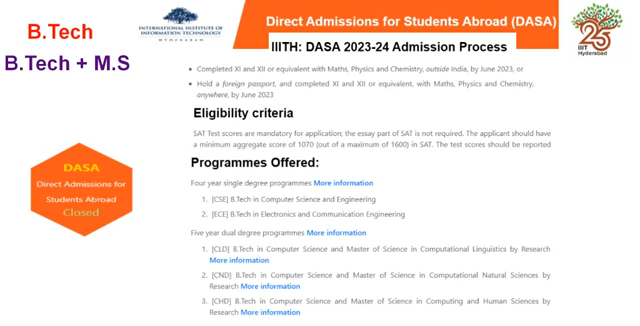 B.Tech
B.Tech + M.S
INTERNATIONAL INSTITUTE OF
INFORMATION TECHNOLOGY
HYDERABAD
Direct Admissions for Students Abroad (DASA)
25
IIIT
Hyderabad
IIITH: DASA 2023-24 Admission Process
• Completed XI and XII or equivalent with Maths, Physics and Chemistry, outside India, by June 2023, or
• Hold a foreign passport, and completed XI and XII or equivalent, with Maths, Physics and Chemistry,
anywhere, by June 2023
Eligibility criteria
SAT Test scores are mandatory for application; the essay part of SAT is not required. The applicant should have
a minimum aggregate score of 1070 (out of a maximum of 1600) in SAT. The test scores should be reported
DASA
Direct Admissions for
Students Abroad
Closed
Programmes Offered:
Four year single degree programmes More information
1. [CSE] B.Tech in Computer Science and Engineering
2. [ECE] B.Tech in Electronics and Communication Engineering
Five year dual degree programmes More information
1. [CLD] B.Tech in Computer Science and Master of Science in Computational Linguistics by Research
More information
2. [CND] B.Tech in Computer Science and Master of Science in Computational Natural Sciences by
Research More information
3. [CHD] B.Tech in Computer Science and Master of Science in Computing and Human Sciences by
Research More information